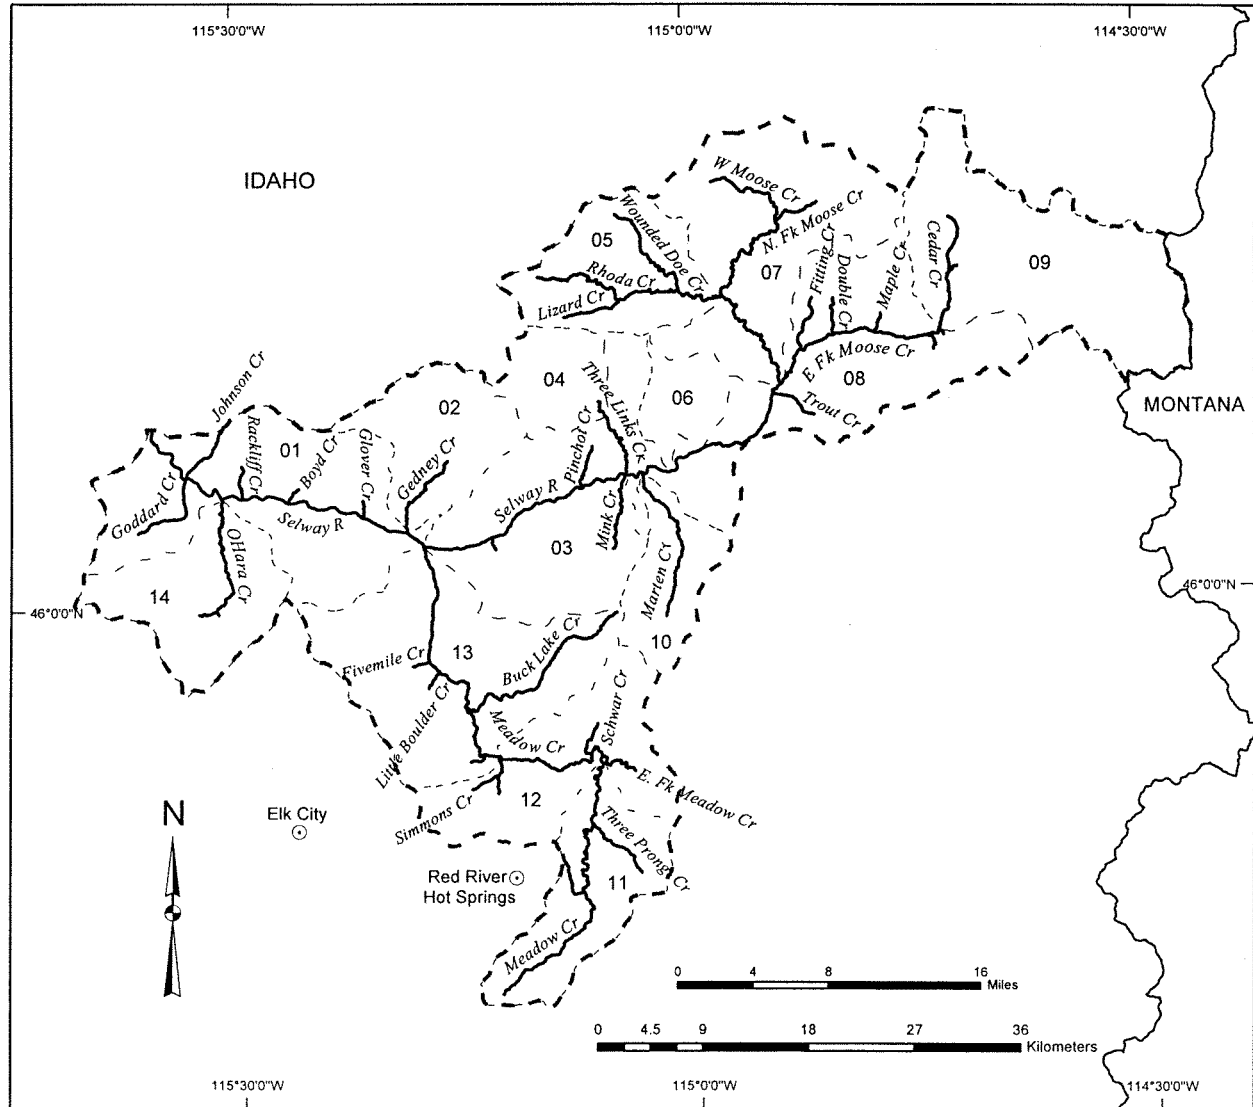 115°30'0"W
115°0'0"W
114°30'0"W
IDAHO
W Moose Cr
N. Fk Moose Cr
Wounded Doe Cr
05
Cedar Cr
09
07
Fitting Cr
Double Cr
Maple Cr
Rhoda Cr
Lizard Cr
E Fk Moose Cr
08
Trout Cr
MONTANA
Three Links Ck
04
06
02
Johnson Cr
Rackliff Cr
01
Boyd Cr
Glover Cr
Gedney Cr
Pinchot Cr
Selway R
Goddard Cr
Selway R
Mink Cr
03
OHara Cr
Marten Cr
46°0'0"N
46°0'0"N
14
10
Buck Lake Cr
13
Fivemile Cr
Schwar Cr
Little Boulder Cr
Meadow Cr
E. Fk Meadow Cr
12
Simmons Cr
N
Elk City
Three Prong Cr
Red River
Hot Springs
11
Meadow Cr
0 4 8 16
Miles
0 4.5 9 18 27 36
Kilometers
115°30'0"W
115°0'0"W
114°30'0"W